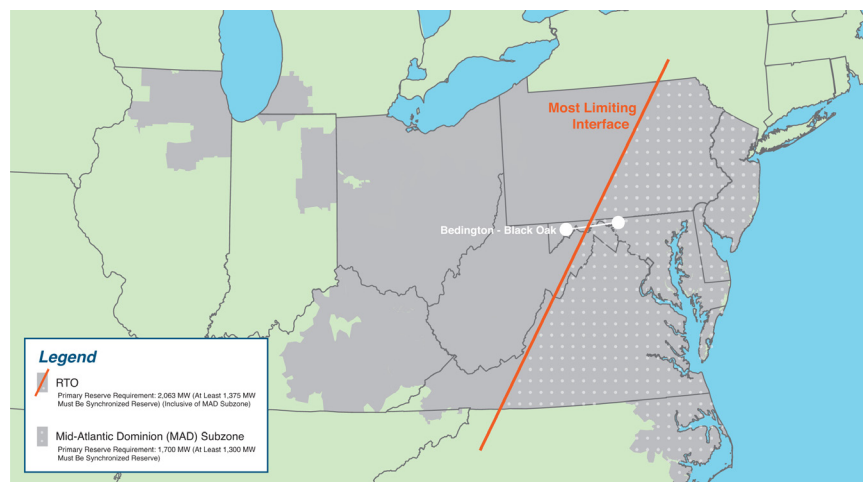 Most Limiting
Interface
Bedington - Black Oak
Legend
RTO
Primary Reserve Requirement: 2,063 MW (At Least 1,375 MW
Must Be Synchronized Reserve) (Inclusive of MAD Subzone)
Mid-Atlantic Dominion (MAD) Subzone
Primary Reserve Requirement: 1,700 MW (At Least 1,300 MW
Must Be Synchronized Reserve)